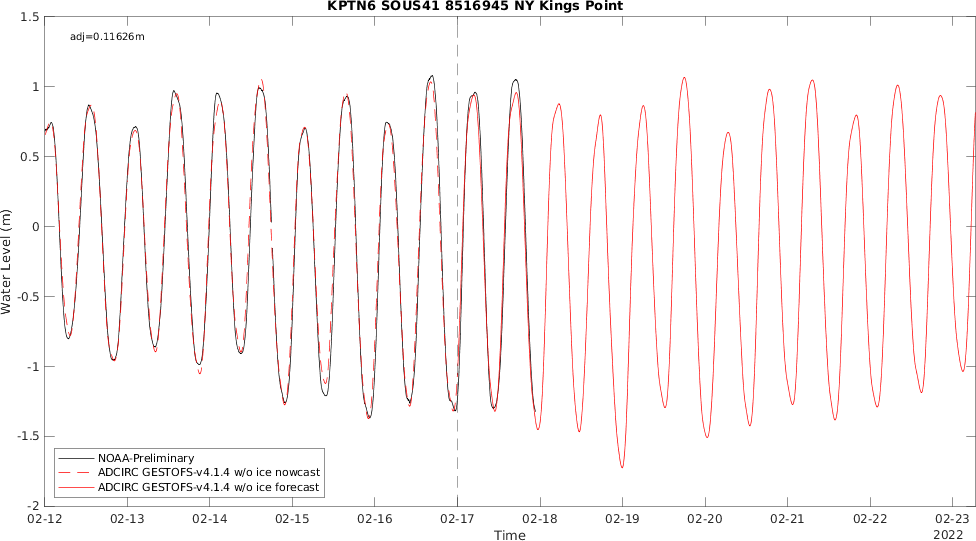 KPTN6 SOUS41 8516945 NY Kings Point
adj=0.11626m
1.5
1
0.5
0
-0.5
-1
-1.5
-2
Water Level (m)
NOAA-Preliminary
ADCIRC GESTOFS-v4.1.4 w/o ice nowcast
ADCIRC GESTOFS-v4.1.4 w/o ice forecast
02-12 02-13 02-14 02-15 02-16 02-17 02-18 02-19 02-20 02-21 02-22 02-23
Time
2022